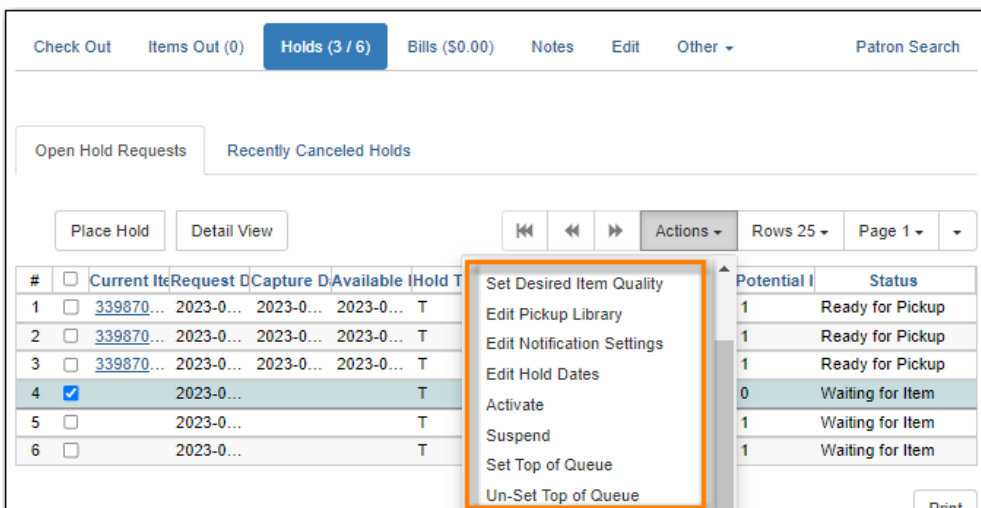 Check Out Items Out (0) Holds (3 / 6) Bills ($0.00) Notes Edit Other Patron Search
Open Hold Requests Recently Canceled Holds
Place Hold Detail View Actions Rows 25 Page 1
# Current Ite Request D Capture D Available I Hold T Potential I Status
1 339870... 2023-0... 2023-0... 2023-0... T 1 Ready for Pickup
2 339870... 2023-0... 2023-0... 2023-0... T 1 Ready for Pickup
3 339870... 2023-0... 2023-0... 2023-0... T 1 Ready for Pickup
4 2023-0... T 0 Waiting for Item
5 2023-0... T 1 Waiting for Item
6 2023-0... T 1 Waiting for Item
Set Desired Item Quality
Edit Pickup Library
Edit Notification Settings
Edit Hold Dates
Activate
Suspend
Set Top of Queue
Un-Set Top of Queue
Print